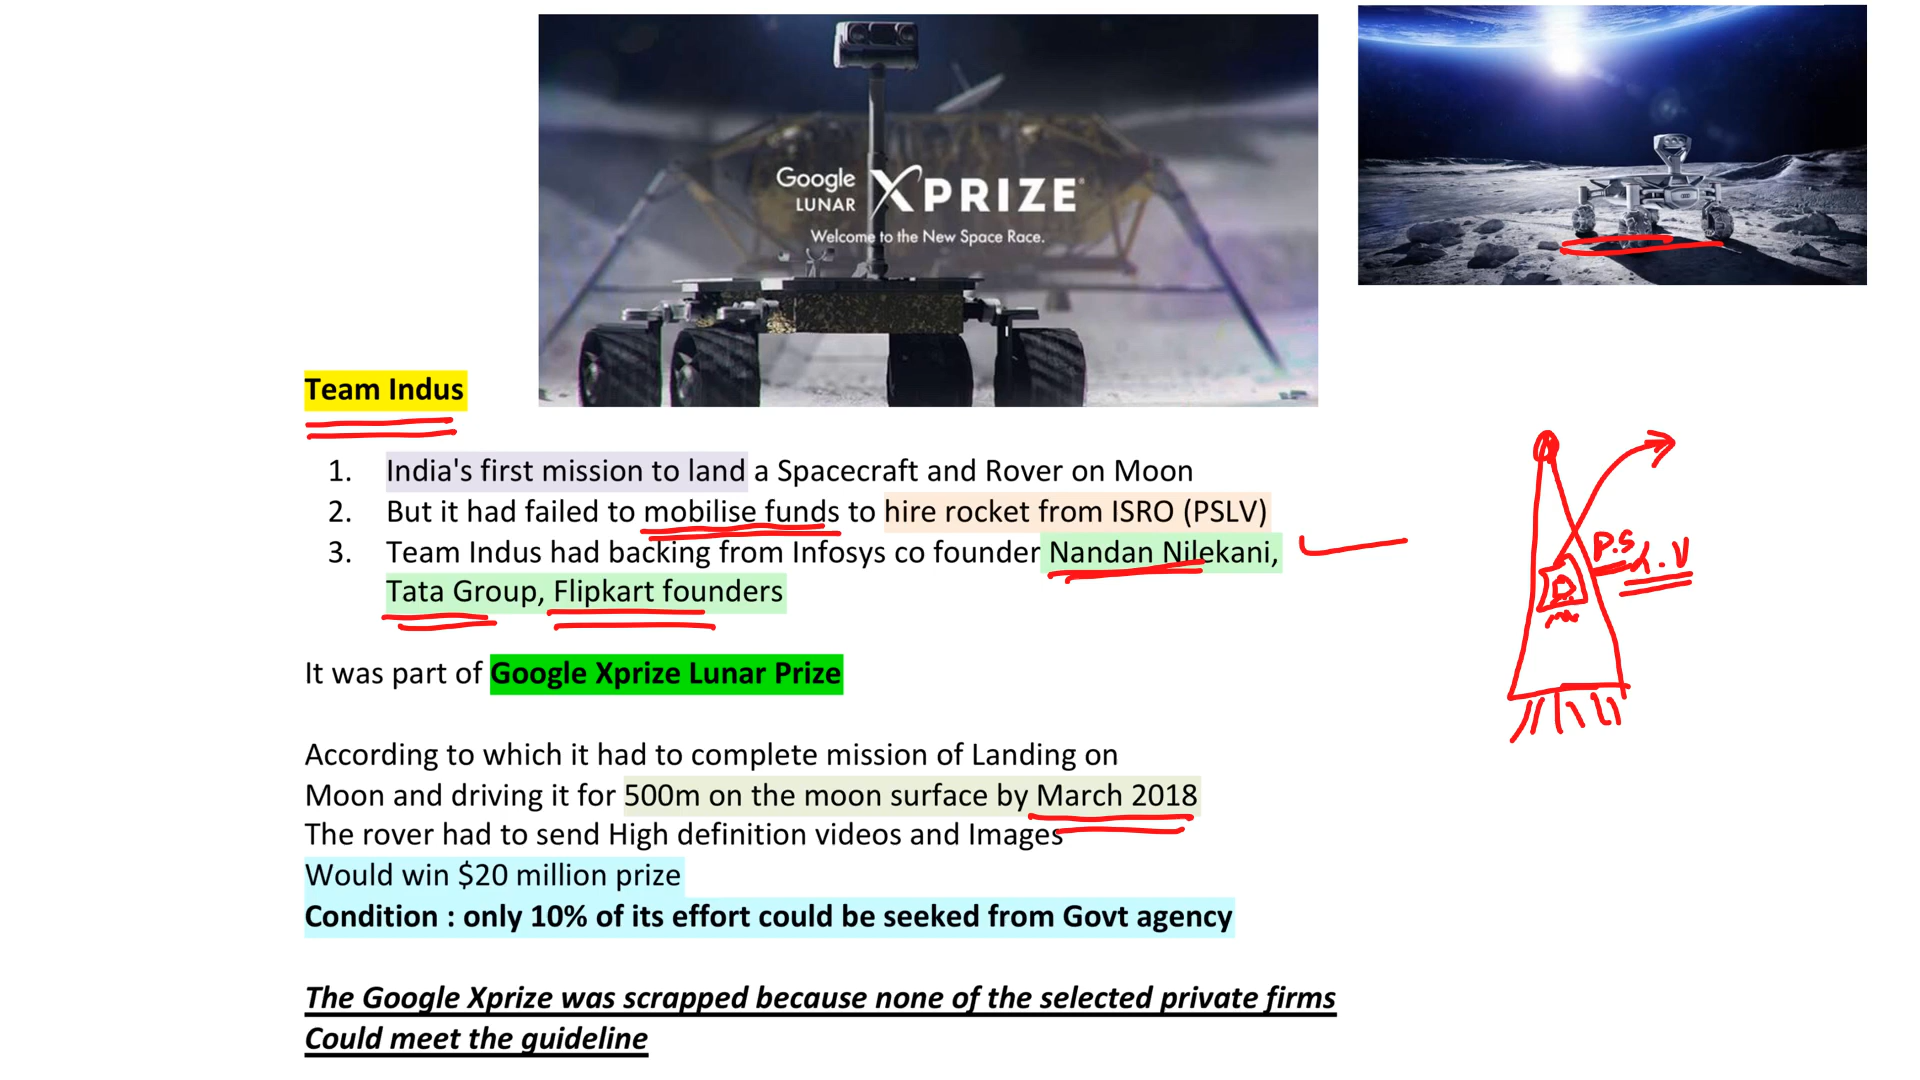 Google
LUNAR XPRIZE
Welcome to the New Space Race.
Team Indus
1. India's first mission to land a Spacecraft and Rover on Moon
2. But it had failed to mobilise funds to hire rocket from ISRO (PSLV)
3. Team Indus had backing from Infosys co founder Nandan Nilekani,
Tata Group, Flipkart founders
P.S L.V
It was part of Google Xprize Lunar Prize
According to which it had to complete mission of Landing on
Moon and driving it for 500m on the moon surface by March 2018
The rover had to send High definition videos and Images
Would win $20 million prize
Condition : only 10% of its effort could be seeked from Govt agency
The Google Xprize was scrapped because none of the selected private firms
Could meet the guideline